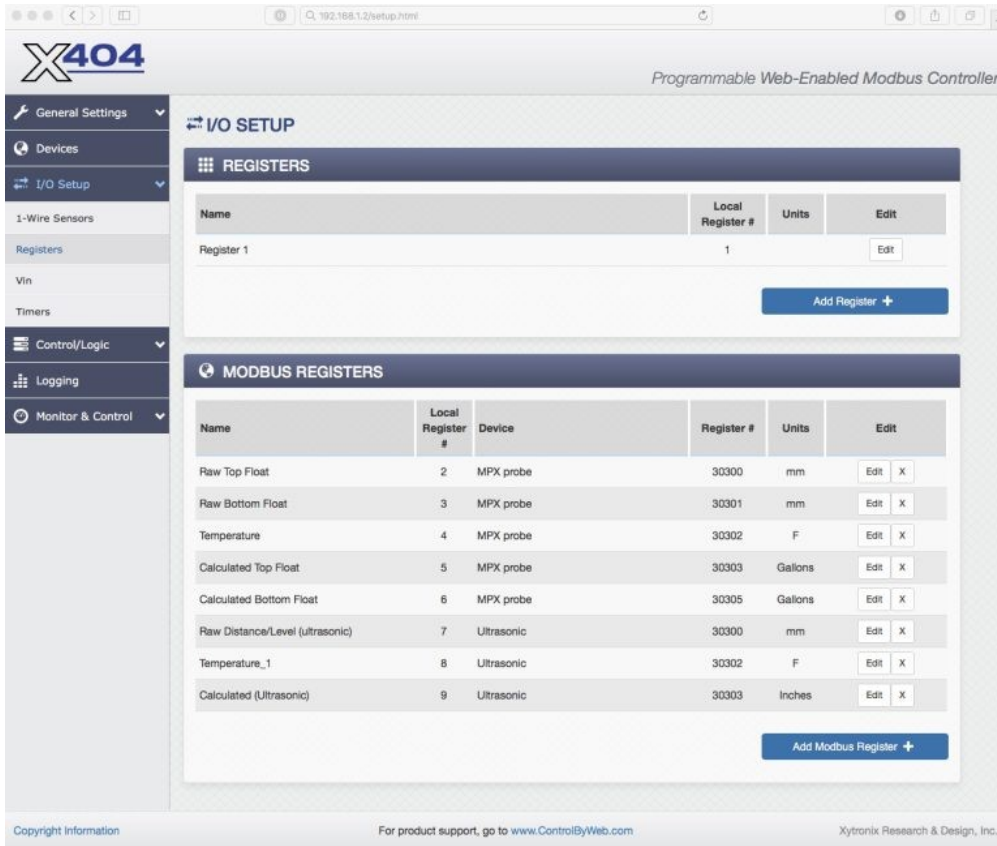 192.168.1.2/setup.html
X404
Programmable Web-Enabled Modbus Controller
General Settings
Devices
I/O Setup
1-Wire Sensors
Registers
Vin
Timers
Control/Logic
Logging
Monitor & Control
I/O SETUP
REGISTERS
Name Local Register # Units Edit
Register 1 1 Edit
Add Register +
MODBUS REGISTERS
Name Local Register # Device Register # Units Edit
Raw Top Float 2 MPX probe 30300 mm Edit X
Raw Bottom Float 3 MPX probe 30301 mm Edit X
Temperature 4 MPX probe 30302 F Edit X
Calculated Top Float 5 MPX probe 30303 Gallons Edit X
Calculated Bottom Float 6 MPX probe 30305 Gallons Edit X
Raw Distance/Level (ultrasonic) 7 Ultrasonic 30300 mm Edit X
Temperature_1 8 Ultrasonic 30302 F Edit X
Calculated (Ultrasonic) 9 Ultrasonic 30303 Inches Edit X
Add Modbus Register +
Copyright Information
For product support, go to www.ControlByWeb.com
Xytronix Research & Design, Inc.